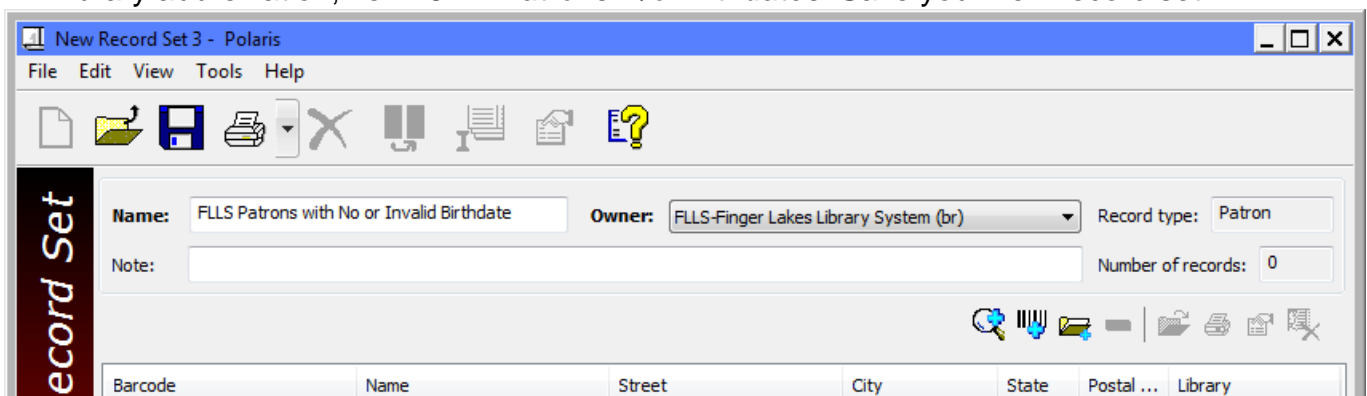 New Record Set 3 - Polaris
File Edit View Tools Help
Name: FLLS Patrons with No or Invalid Birthdate Owner: FLLS-Finger Lakes Library System (br) Record type: Patron
Note: Number of records: 0
ecord Set
Barcode Name Street City State Postal ... Library